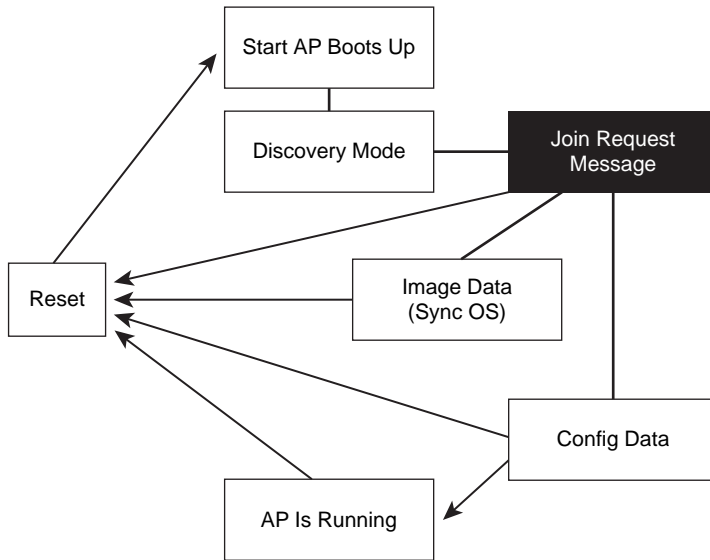 Start AP Boots Up
Discovery Mode
Join Request
Message
Reset
Image Data
(Sync OS)
Config Data
AP Is Running